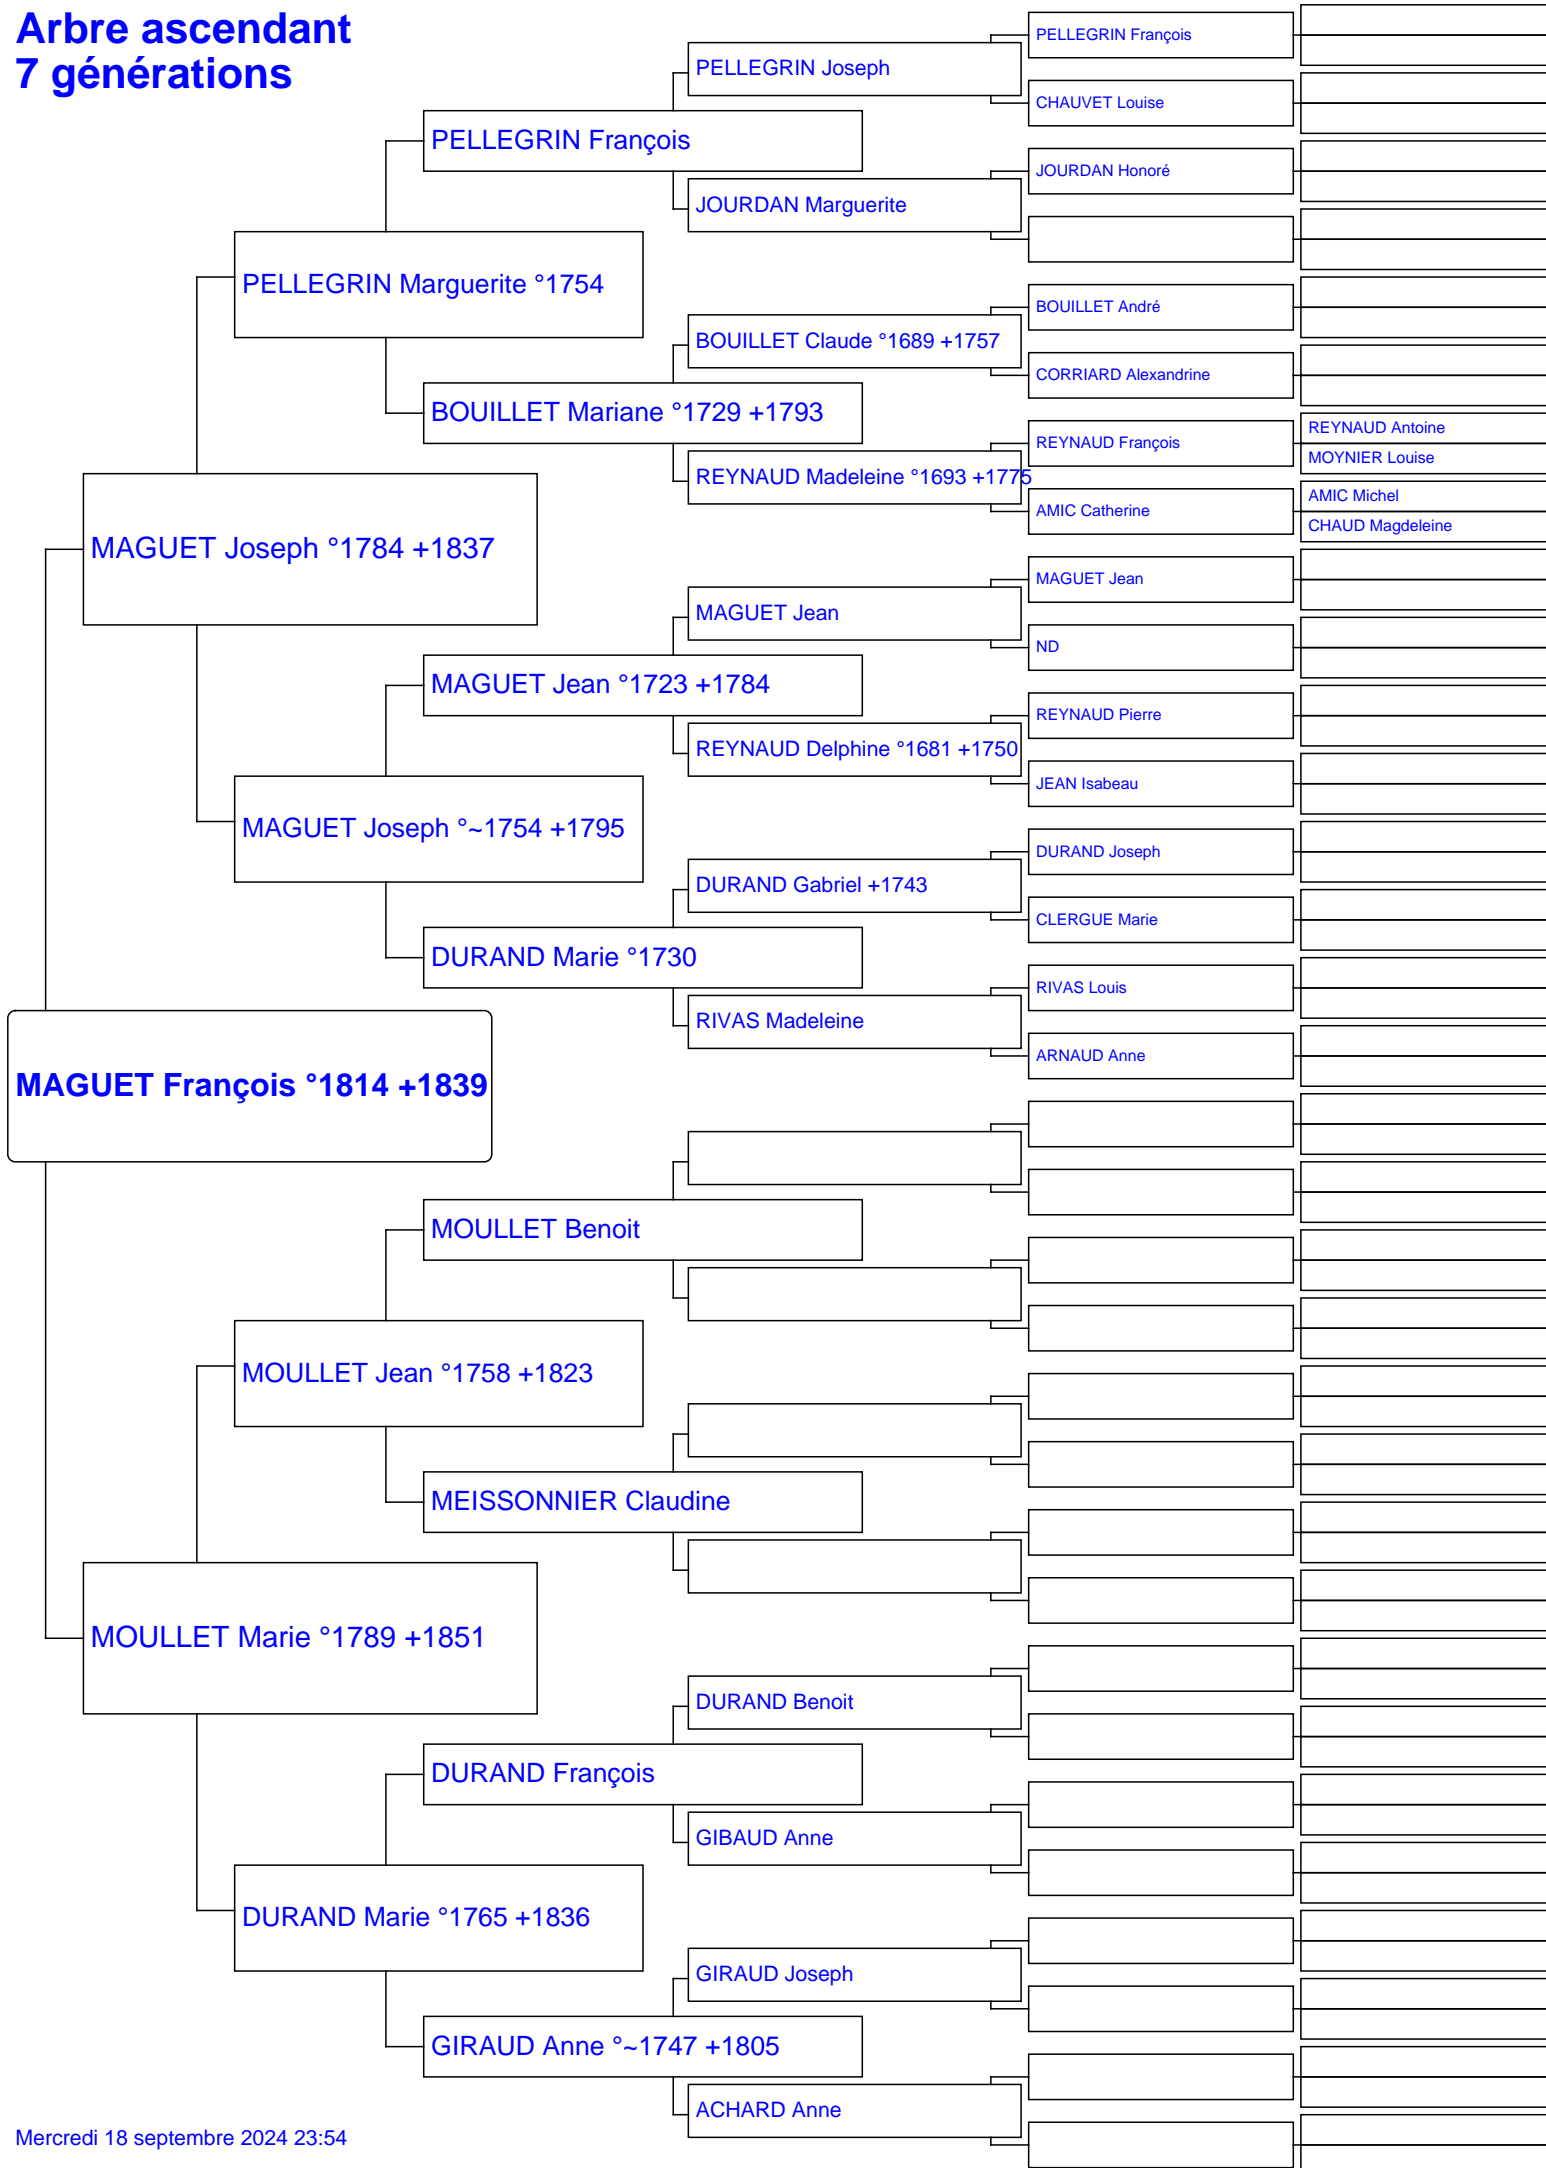 Arbre ascendant
7 générations
PELLEGRIN François
PELLEGRIN Joseph
CHAUVET Louise
PELLEGRIN François
JOURDAN Honoré
JOURDAN Marguerite
PELLEGRIN Marguerite °1754
BOUILLET André
BOUILLET Claude °1689 +1757
CORRIARD Alexandrine
BOUILLET Mariane °1729 +1793
REYNAUD Antoine
REYNAUD François
MOYNIER Louise
REYNAUD Madeleine °1693 +1775
AMIC Michel
AMIC Catherine
CHAUD Magdeleine
MAGUET Joseph °1784 +1837
MAGUET Jean
MAGUET Jean
ND
MAGUET Jean °1723 +1784
REYNAUD Pierre
REYNAUD Delphine °1681 +1750
JEAN Isabeau
MAGUET Joseph °~1754 +1795
DURAND Joseph
DURAND Gabriel +1743
CLERGUE Marie
DURAND Marie °1730
RIVAS Louis
RIVAS Madeleine
ARNAUD Anne
MAGUET François °1814 +1839
MOULLET Benoit
MOULLET Jean °1758 +1823
MEISSONNIER Claudine
MOULLET Marie °1789 +1851
DURAND Benoit
DURAND François
GIBAUD Anne
DURAND Marie °1765 +1836
GIRAUD Joseph
GIRAUD Anne °~1747 +1805
ACHARD Anne
Mercredi 18 septembre 2024 23:54